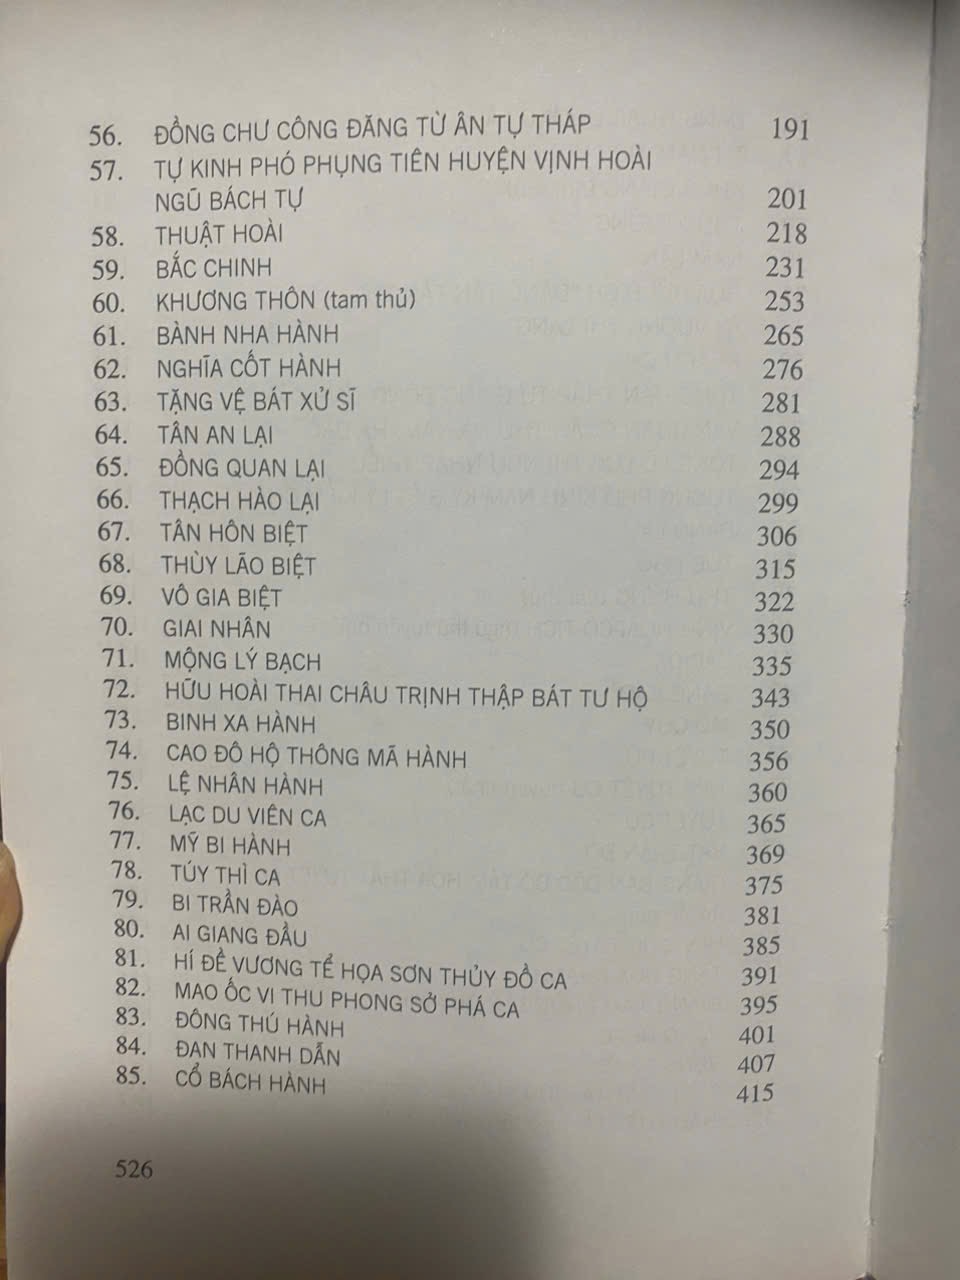 56. ĐỒNG CHƯ CÔNG ĐĂNG TỪ ÂN TỰ THÁP 191
57. TỰ KINH PHÓ PHỤNG TIÊN HUYỆN VỊNH HOÀI
NGŨ BÁCH TỰ 201
58. THUẬT HOÀI 218
59. BẮC CHINH 231
60. KHƯƠNG THÔN (tam thủ) 253
61. BÀNH NHA HÀNH 265
62. NGHĨA CỐT HÀNH 276
63. TẶNG VỆ BÁT XỬ SĨ 281
64. TÂN AN LẠI 288
65. ĐỒNG QUAN LẠI 294
66. THẠCH HÀO LẠI 299
67. TÂN HÔN BIỆT 306
68. THÙY LÃO BIỆT 315
69. VÔ GIA BIỆT 322
70. GIAI NHÂN 330
71. MỘNG LÝ BẠCH 335
72. HỮU HOÀI THAI CHÂU TRỊNH THẬP BÁT TƯ HỘ 343
73. BINH XA HÀNH 350
74. CAO ĐÔ HỘ THÔNG MÃ HÀNH 356
75. LỆ NHÂN HÀNH 360
76. LẠC DU VIÊN CA 365
77. MỸ BI HÀNH 369
78. TÚY THÌ CA 375
79. BI TRẦN ĐÀO 381
80. AI GIANG ĐẦU 385
81. HÍ ĐỀ VƯƠNG TỂ HỌA SƠN THỦY ĐỒ CA 391
82. MAO ỐC VI THU PHONG SỞ PHÁ CA 395
83. ĐÔNG THÚ HÀNH 401
84. ĐAN THANH DẪN 407
85. CỔ BÁCH HÀNH 415
526